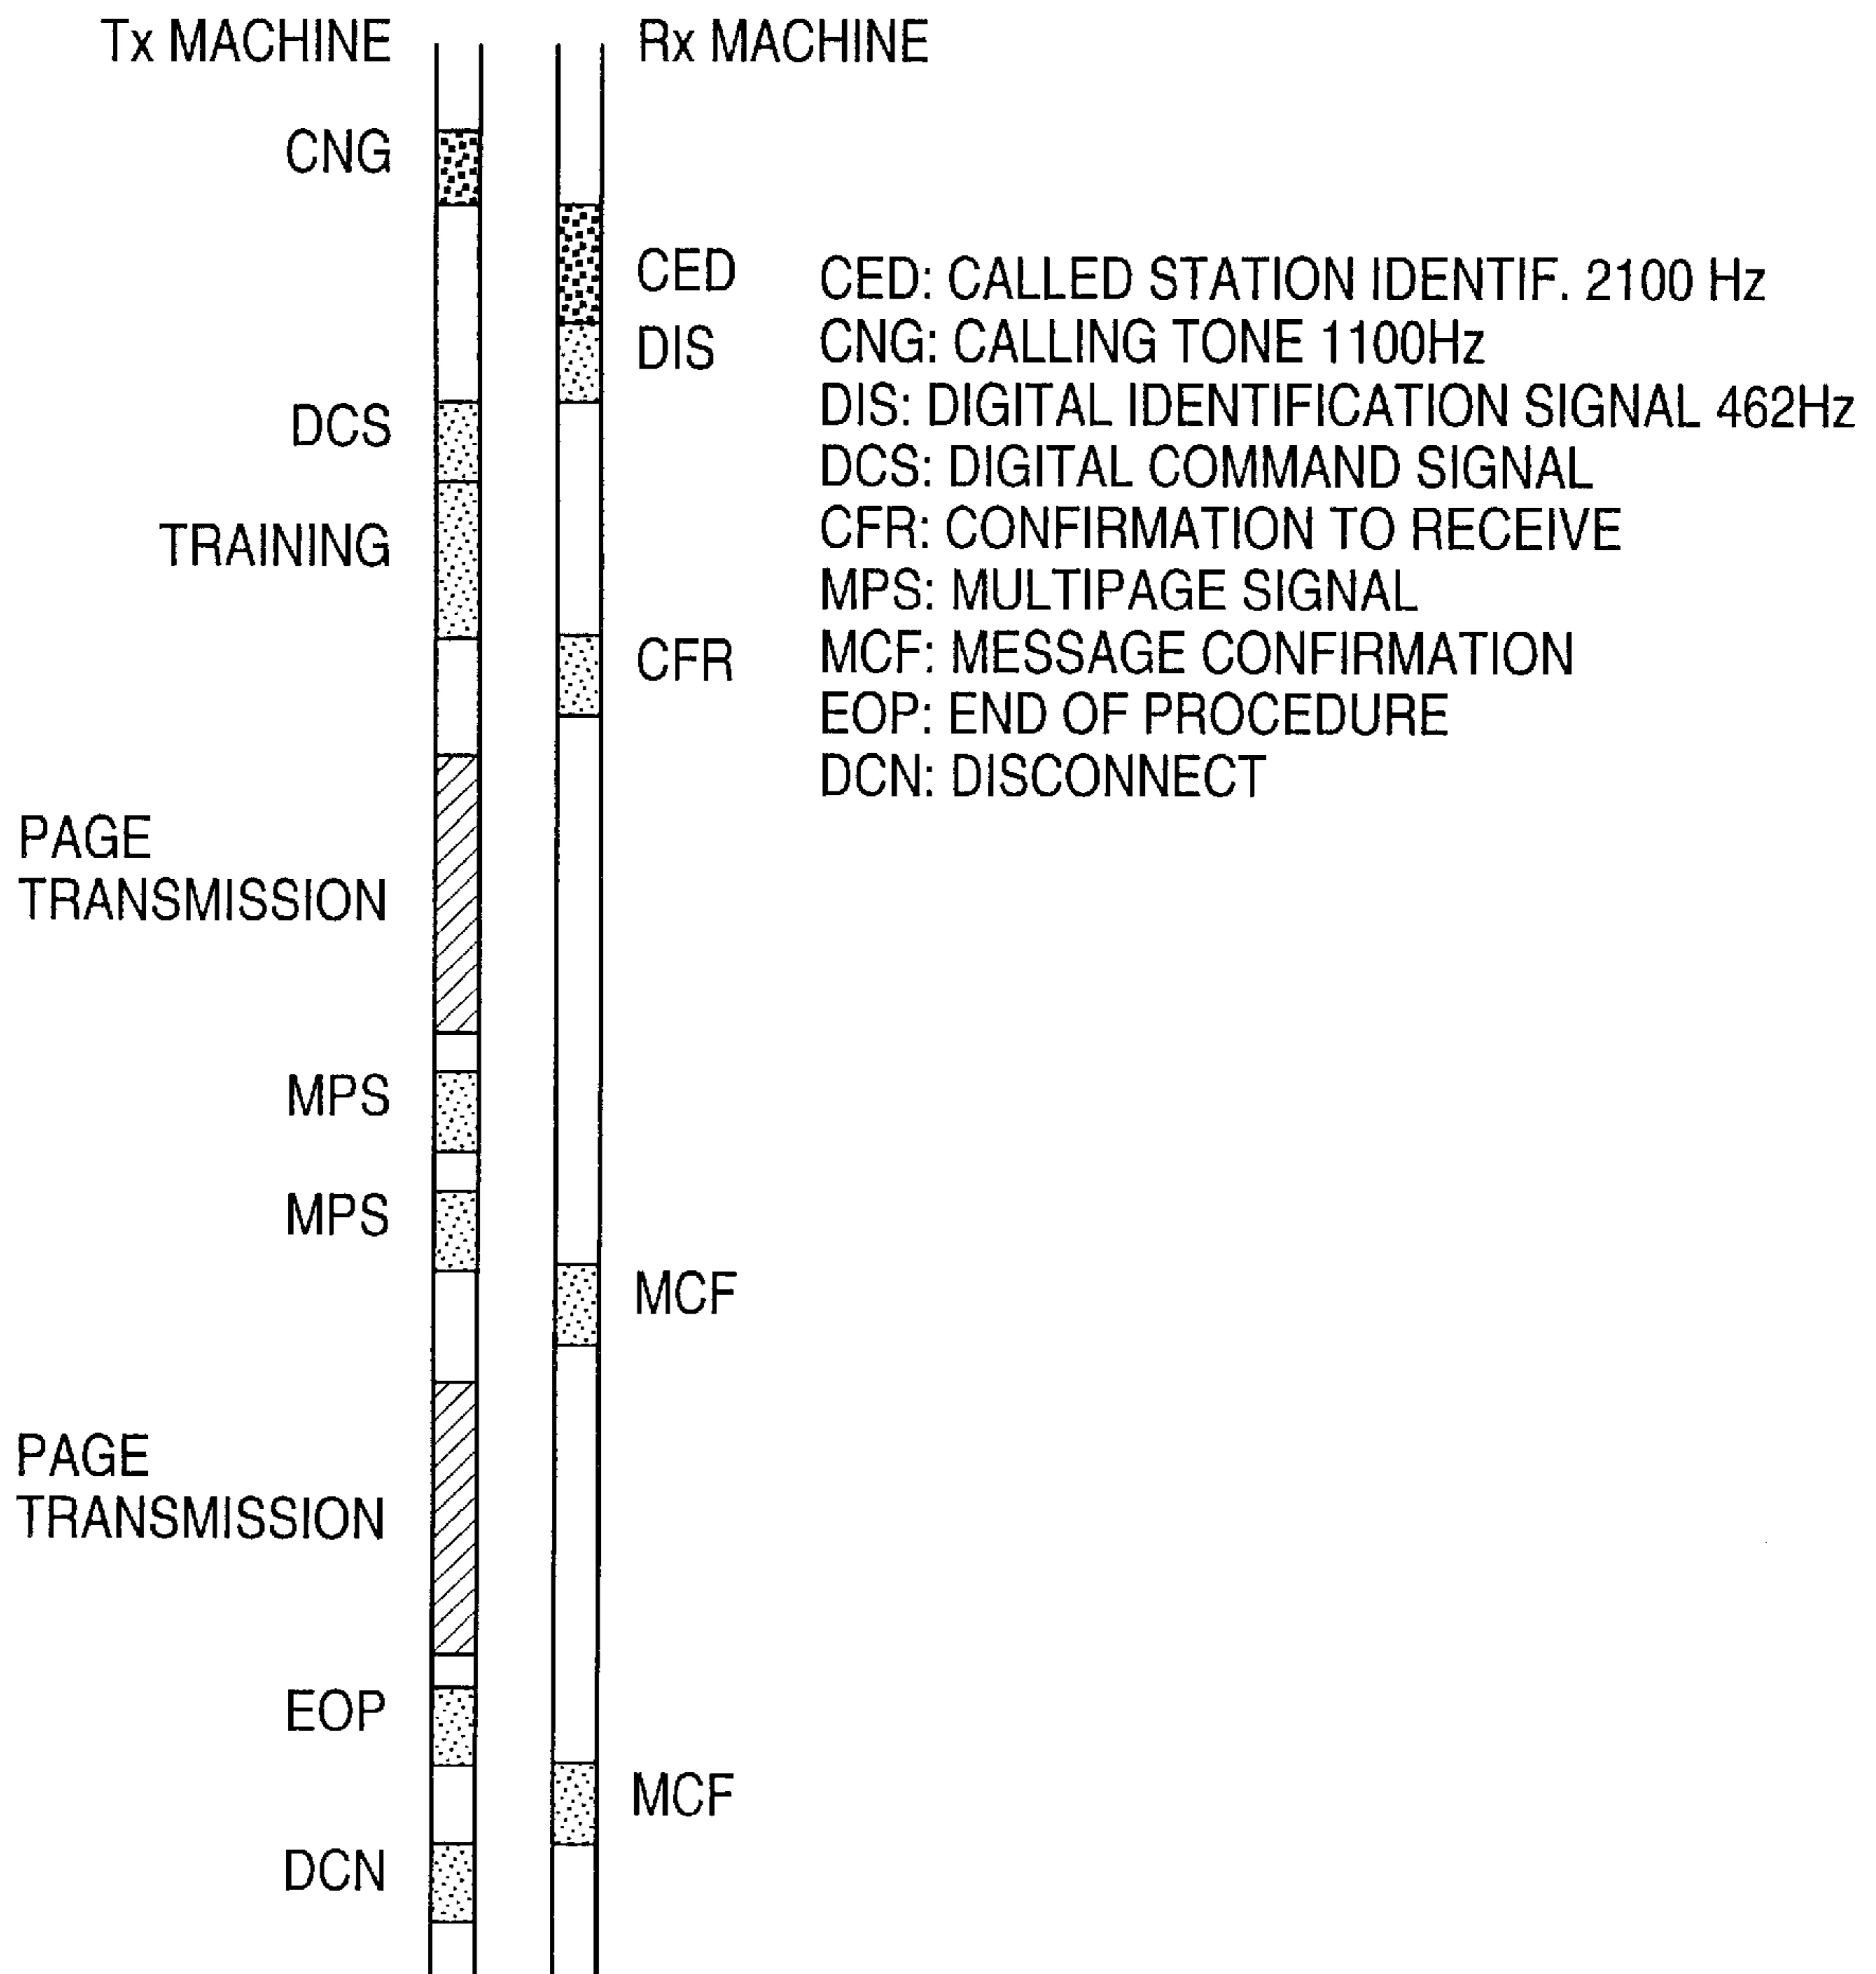 Tx MACHINE
Rx MACHINE
CNG
CED
DIS
DCS
TRAINING
CFR
PAGE
TRANSMISSION
MPS
MPS
MCF
PAGE
TRANSMISSION
EOP
MCF
DCN
CED: CALLED STATION IDENTIF. 2100 Hz
CNG: CALLING TONE 1100Hz
DIS: DIGITAL IDENTIFICATION SIGNAL 462Hz
DCS: DIGITAL COMMAND SIGNAL
CFR: CONFIRMATION TO RECEIVE
MPS: MULTIPAGE SIGNAL
MCF: MESSAGE CONFIRMATION
EOP: END OF PROCEDURE
DCN: DISCONNECT